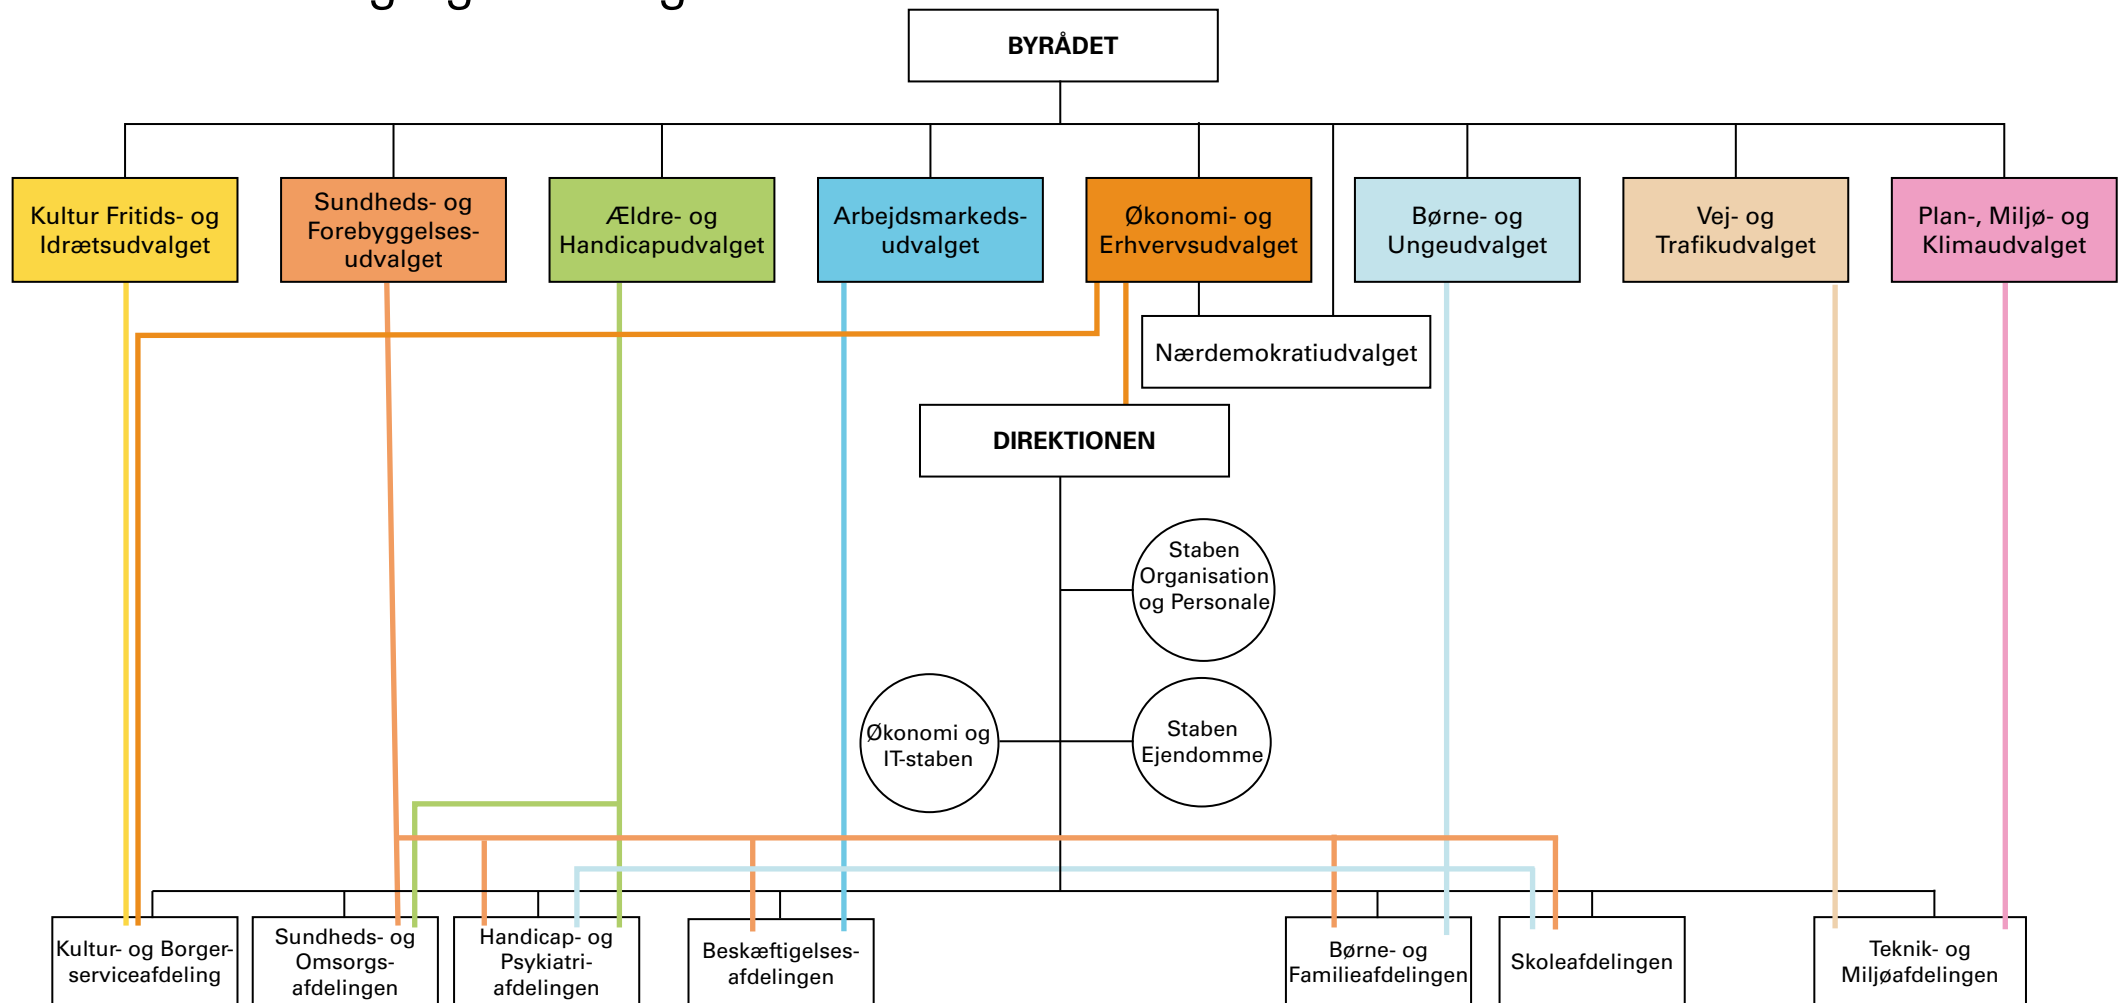 BYRÅDET
Kultur Fritids- og
Idrætsudvalget
Sundheds- og
Forebyggelses-
udvalget
Ældre- og
Handicapudvalget
Arbejdsmarkeds-
udvalget
Økonomi- og
Erhvervsudvalget
Børne- og
Ungeudvalget
Vej- og
Trafikudvalget
Plan-, Miljø- og
Klimaudvalget
Nærdemokratiudvalget
DIREKTIONEN
Staben
Organisation
og Personale
Økonomi og
IT-staben
Staben
Ejendomme
Kultur- og Borger-
serviceafdeling
Sundheds- og
Omsorgs-
afdelingen
Handicap- og
Psykiatri-
afdelingen
Beskæftigelses-
afdelingen
Børne- og
Familieafdelingen
Skoleafdelingen
Teknik- og
Miljøafdelingen